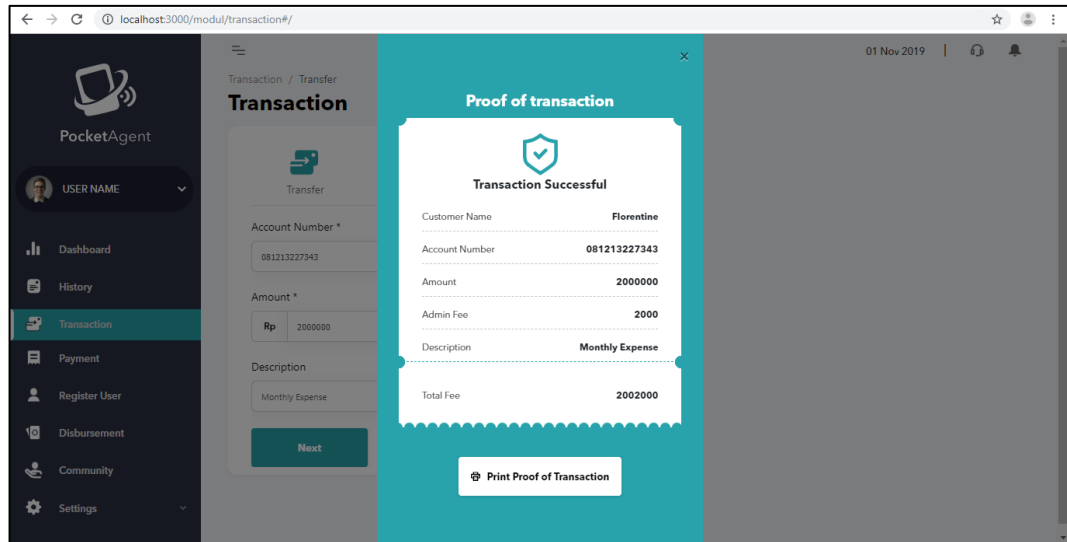 localhost:3000/modul/transaction#/
PocketAgent
USER NAME
Dashboard
History
Transaction
Payment
Register User
Disbursement
Community
Settings
01 Nov 2019
Transaction / Transfer
Transaction
Transfer
Account Number *
081213227343
Amount *
Rp 2000000
Description
Monthly Expense
Next
×
Proof of transaction
Transaction Successful
Customer Name Florentine
Account Number 081213227343
Amount 2000000
Admin Fee 2000
Description Monthly Expense
Total Fee 2002000
Print Proof of Transaction